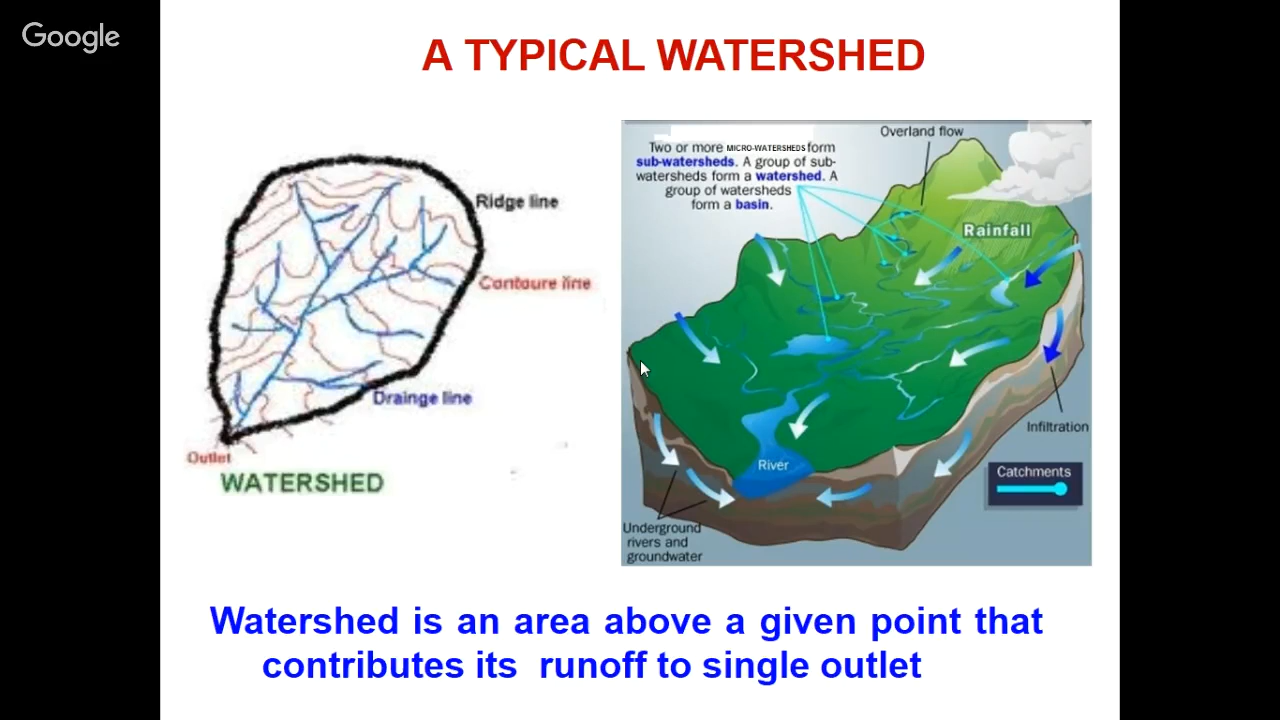 Google
A TYPICAL WATERSHED
Ridge line
Contoure line
Drainge line
Outlet
WATERSHED
Overland flow
Two or more MICRO-WATERSHEDS form
sub-watersheds. A group of sub-
watersheds form a watershed. A
group of watersheds
form a basin.
Rainfall
Infiltration
River
Catchments
Underground
rivers and
groundwater
Watershed is an area above a given point that
contributes its runoff to single outlet